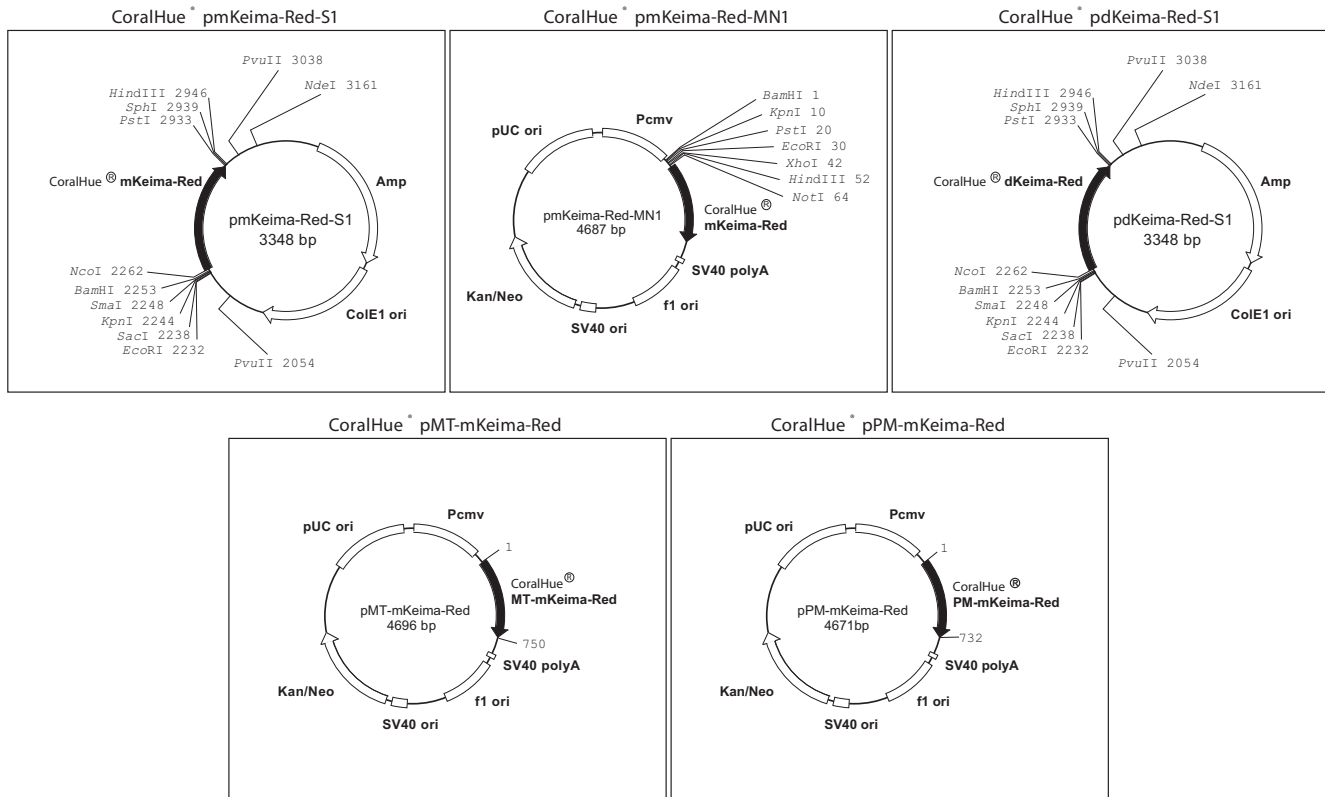 CoralHue ® pmKeima-Red-S1
PvuII 3038
NdeI 3161
HindIII 2946
SphI 2939
PstI 2933
CoralHue ® mKeima-Red
Amp
pmKeima-Red-S1
3348 bp
NcoI 2262
BamHI 2253
SmaI 2248
KpnI 2244
SacI 2238
EcoRI 2232
ColE1 ori
PvuII 2054
CoralHue ® pmKeima-Red-MN1
BamHI 1
KpnI 10
PstI 20
EcoRI 30
XhoI 42
HindIII 52
NotI 64
pUC ori
Pcmv
pmKeima-Red-MN1
4687 bp
CoralHue ®
mKeima-Red
SV40 polyA
Kan/Neo
f1 ori
SV40 ori
CoralHue ® pdKeima-Red-S1
PvuII 3038
NdeI 3161
HindIII 2946
SphI 2939
PstI 2933
CoralHue ® dKeima-Red
Amp
pdKeima-Red-S1
3348 bp
NcoI 2262
BamHI 2253
SmaI 2248
KpnI 2244
SacI 2238
EcoRI 2232
ColE1 ori
PvuII 2054
CoralHue ® pMT-mKeima-Red
pUC ori
Pcmv
1
CoralHue ®
MT-mKeima-Red
pMT-mKeima-Red
4696 bp
750
SV40 polyA
Kan/Neo
f1 ori
SV40 ori
CoralHue ® pPM-mKeima-Red
pUC ori
Pcmv
1
CoralHue ®
PM-mKeima-Red
pPM-mKeima-Red
4671bp
732
SV40 polyA
Kan/Neo
f1 ori
SV40 ori